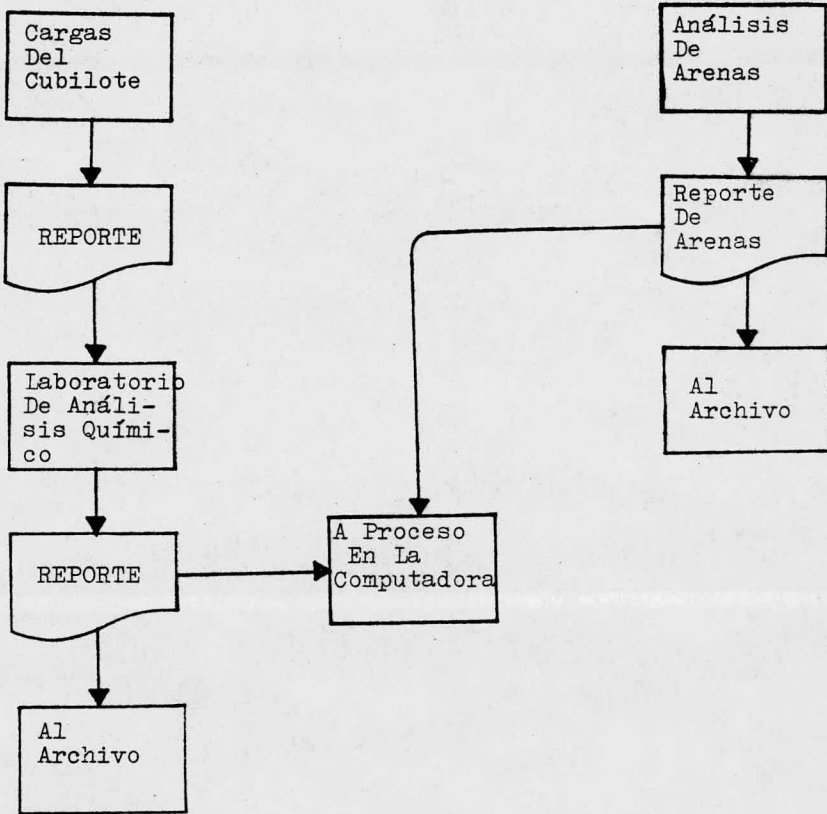 Cargas
Del
Cubilote
REPORTE
Laboratorio
De Análi-
sis Quími-
co
REPORTE
Al
Archivo
A Proceso
En La
Computadora
Análisis
De
Arenas
Reporte
De
Arenas
Al
Archivo